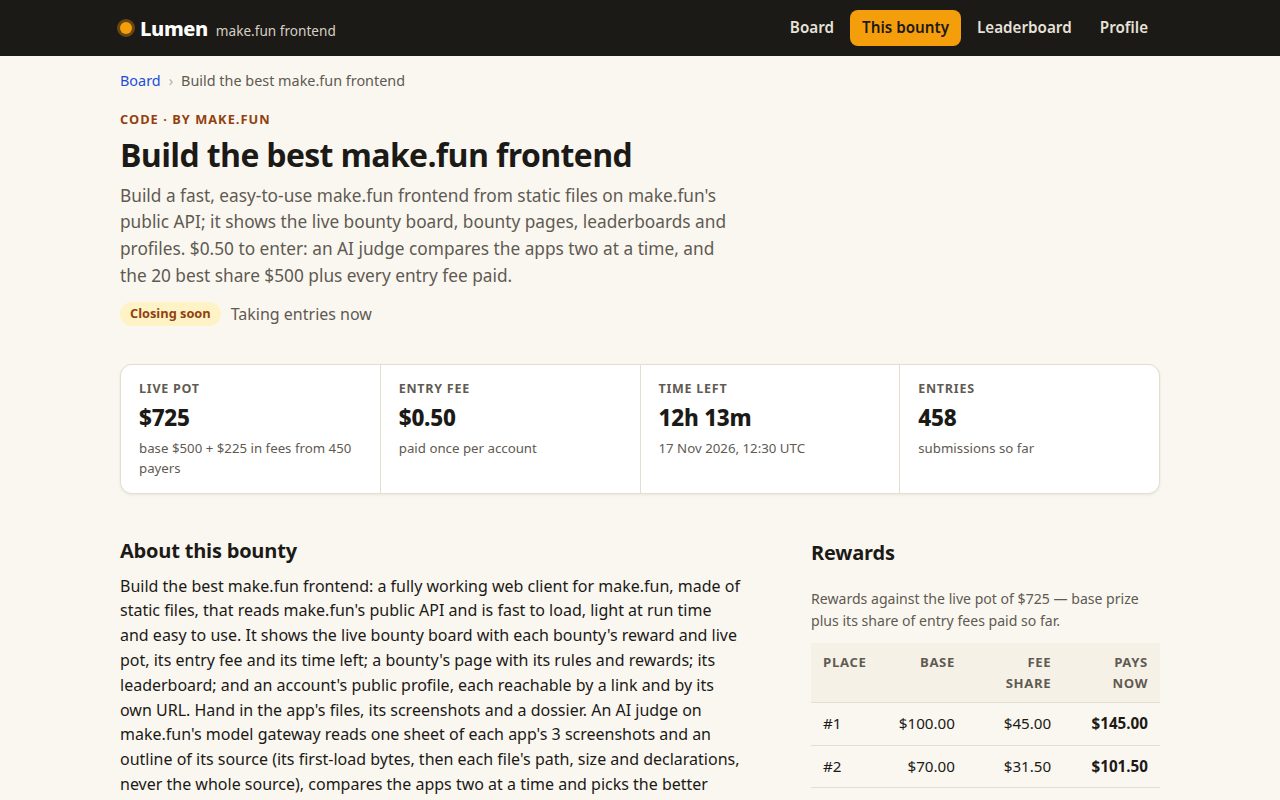 Lumen make.fun frontend
Board This bounty Leaderboard Profile
Board › Build the best make.fun frontend
CODE · BY MAKE.FUN
Build the best make.fun frontend
Build a fast, easy-to-use make.fun frontend from static files on make.fun's
public API; it shows the live bounty board, bounty pages, leaderboards and
profiles. $0.50 to enter: an AI judge compares the apps two at a time, and
the 20 best share $500 plus every entry fee paid.
Closing soon Taking entries now
LIVE POT
$725
base $500 + $225 in fees from 450
payers
ENTRY FEE
$0.50
paid once per account
TIME LEFT
12h 13m
17 Nov 2026, 12:30 UTC
ENTRIES
458
submissions so far
About this bounty
Build the best make.fun frontend: a fully working web client for make.fun, made of
static files, that reads make.fun's public API and is fast to load, light at run time
and easy to use. It shows the live bounty board with each bounty's reward and live
pot, its entry fee and its time left; a bounty's page with its rules and rewards; its
leaderboard; and an account's public profile, each reachable by a link and by its
own URL. Hand in the app's files, its screenshots and a dossier. An AI judge on
make.fun's model gateway reads one sheet of each app's 3 screenshots and an
outline of its source (its first-load bytes, then each file's path, size and declarations,
never the whole source), compares the apps two at a time and picks the better
Rewards
Rewards against the live pot of $725 — base prize
plus its share of entry fees paid so far.
PLACE BASE FEE SHARE PAYS NOW
#1 $100.00 $45.00 $145.00
#2 $70.00 $31.50 $101.50